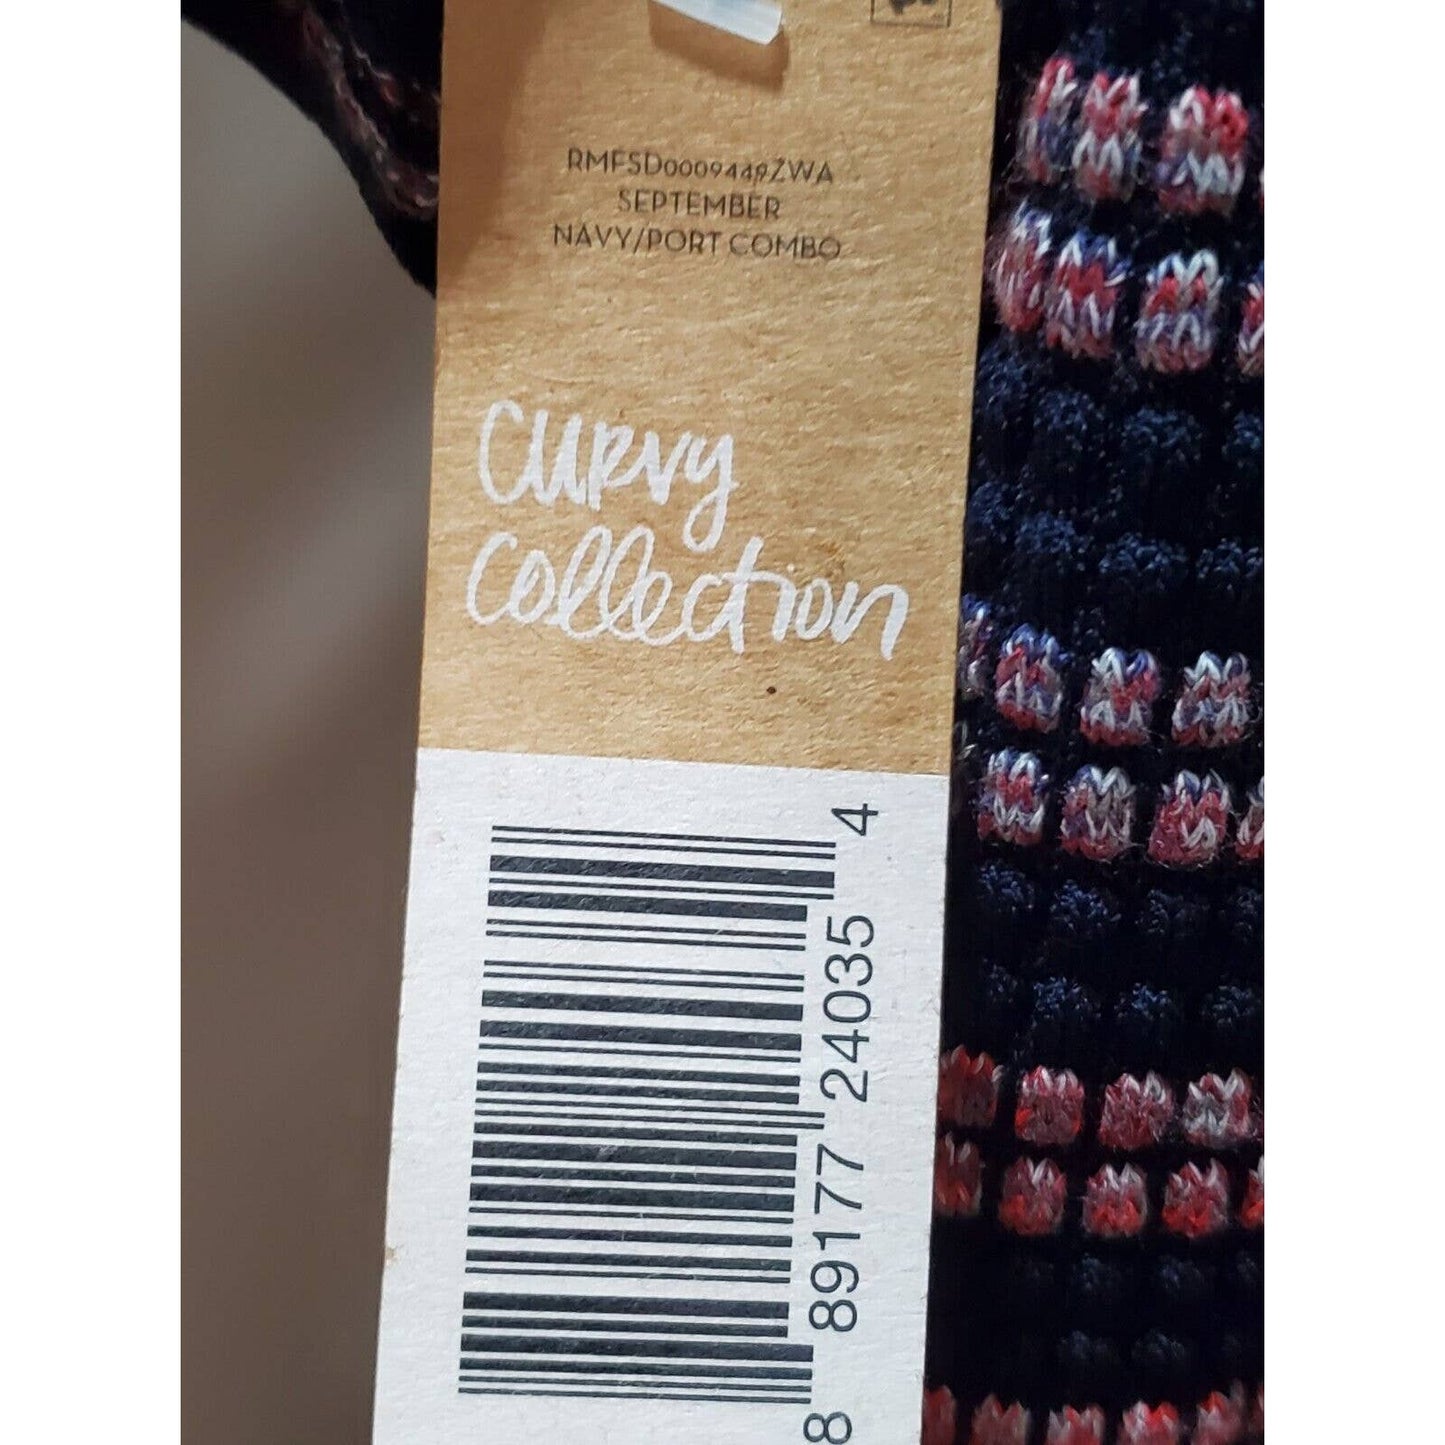 RMFSD0009449ZWA
SEPTEMBER
NAVY/PORT COMBO
CURVY
Collection
8 89177 24035 4